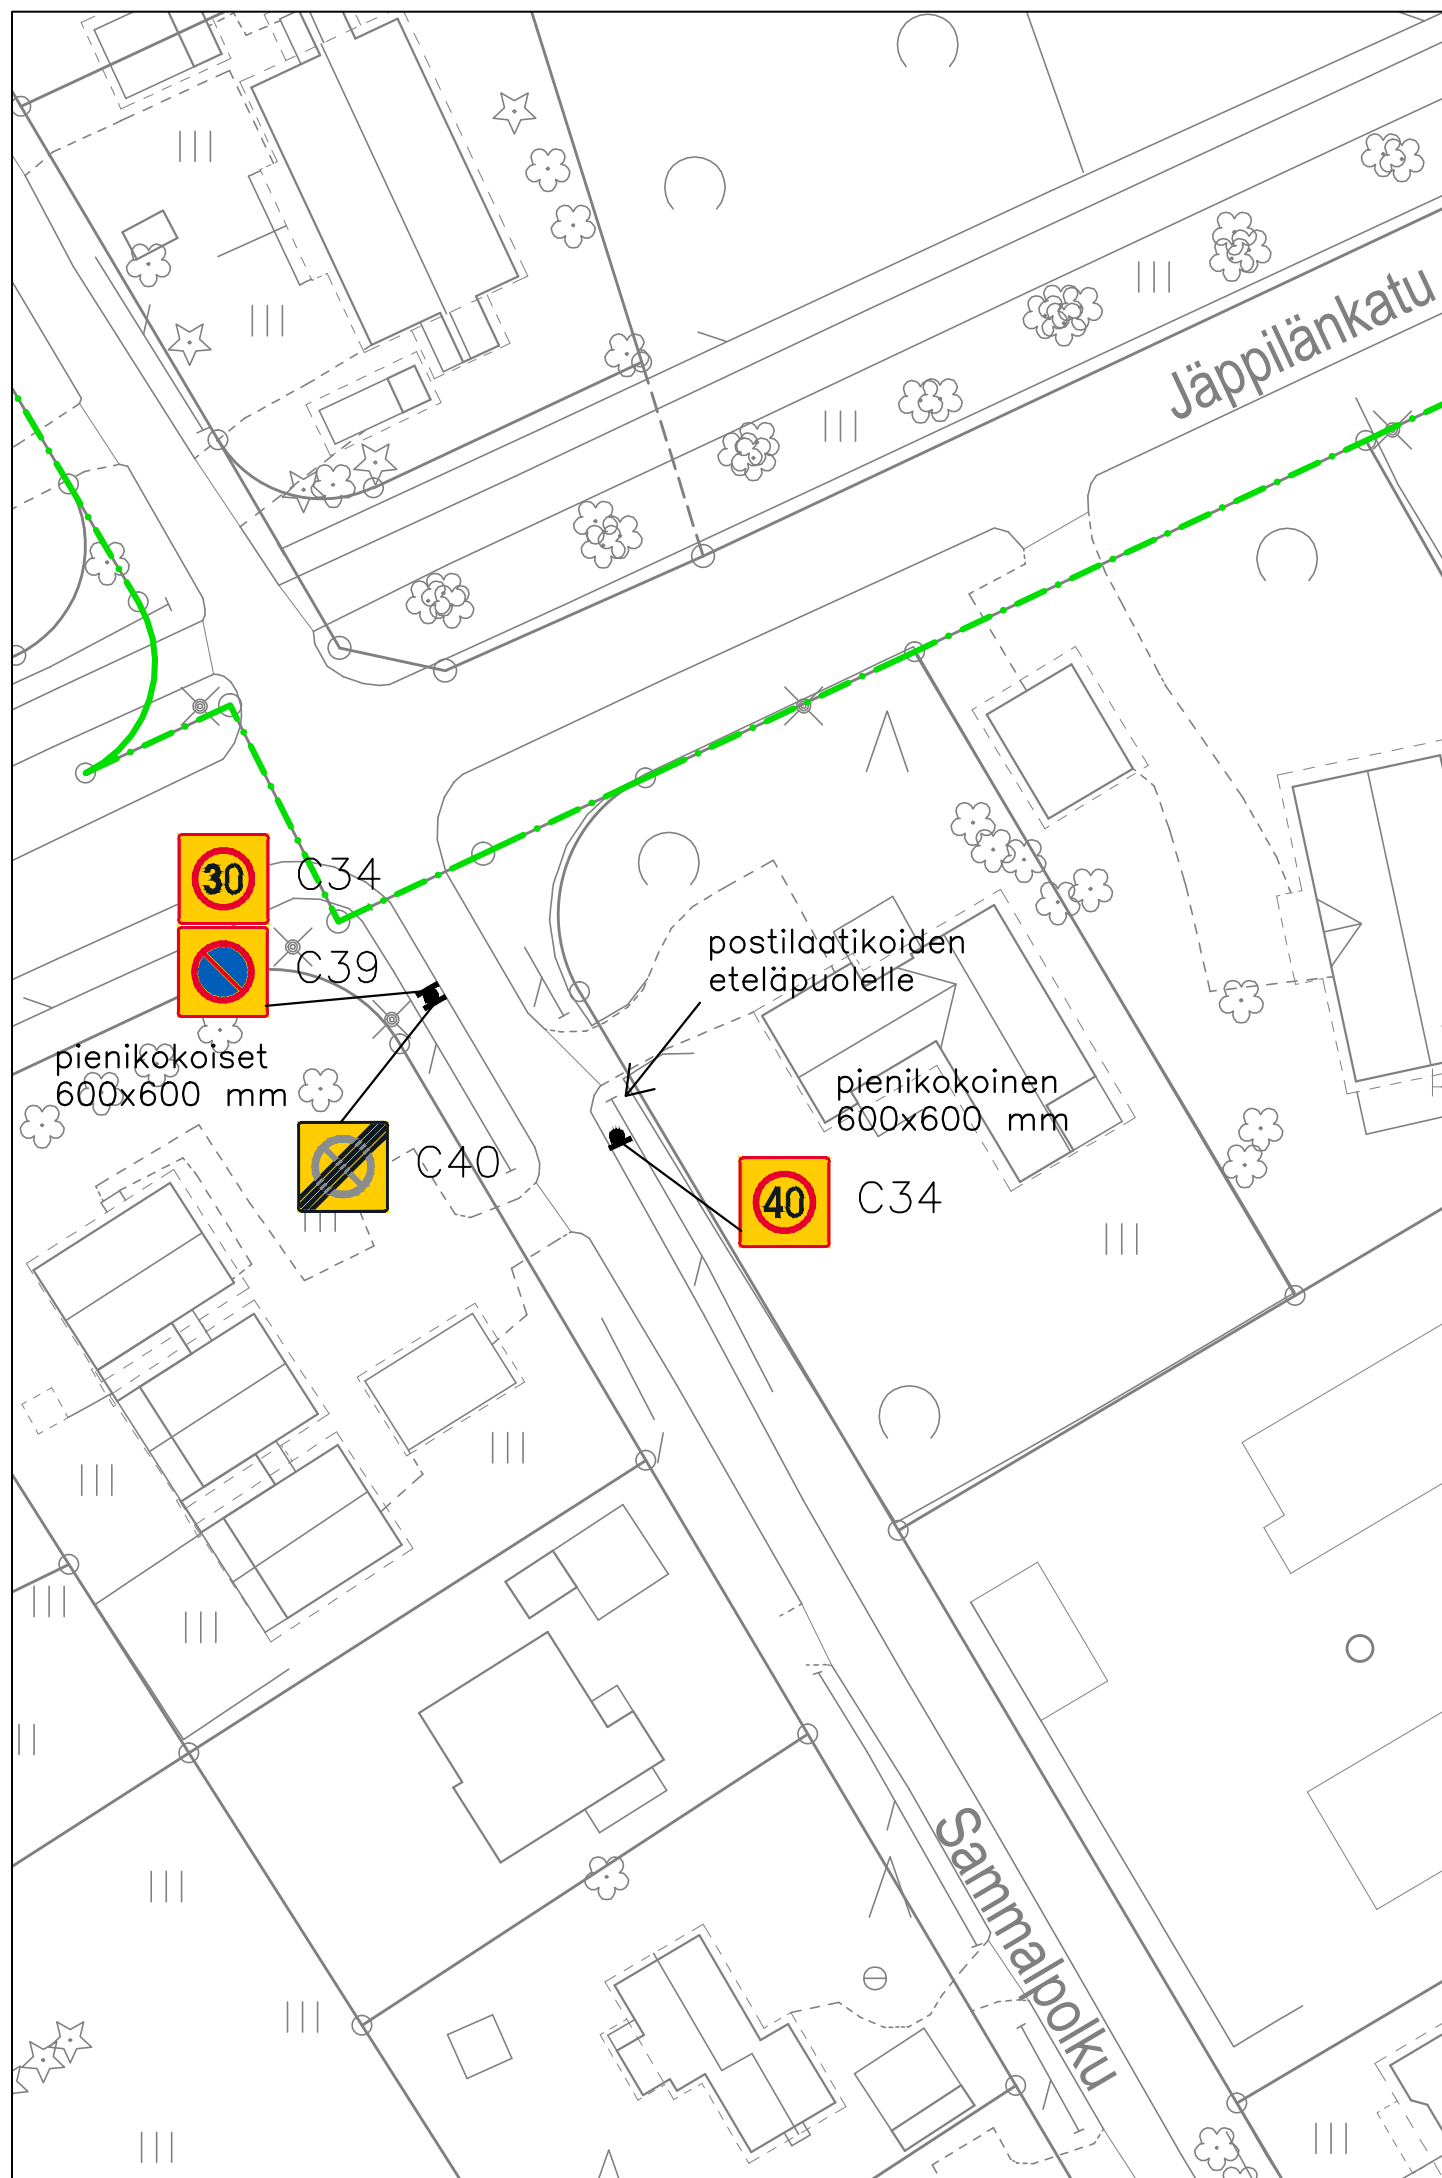 Jäppilänkatu
30
C34
C39
postilaatikoiden
eteläpuolelle
pienikokoiset
600x600 mm
pienikokoinen
600x600 mm
C40
40
C34
Sammalpolku